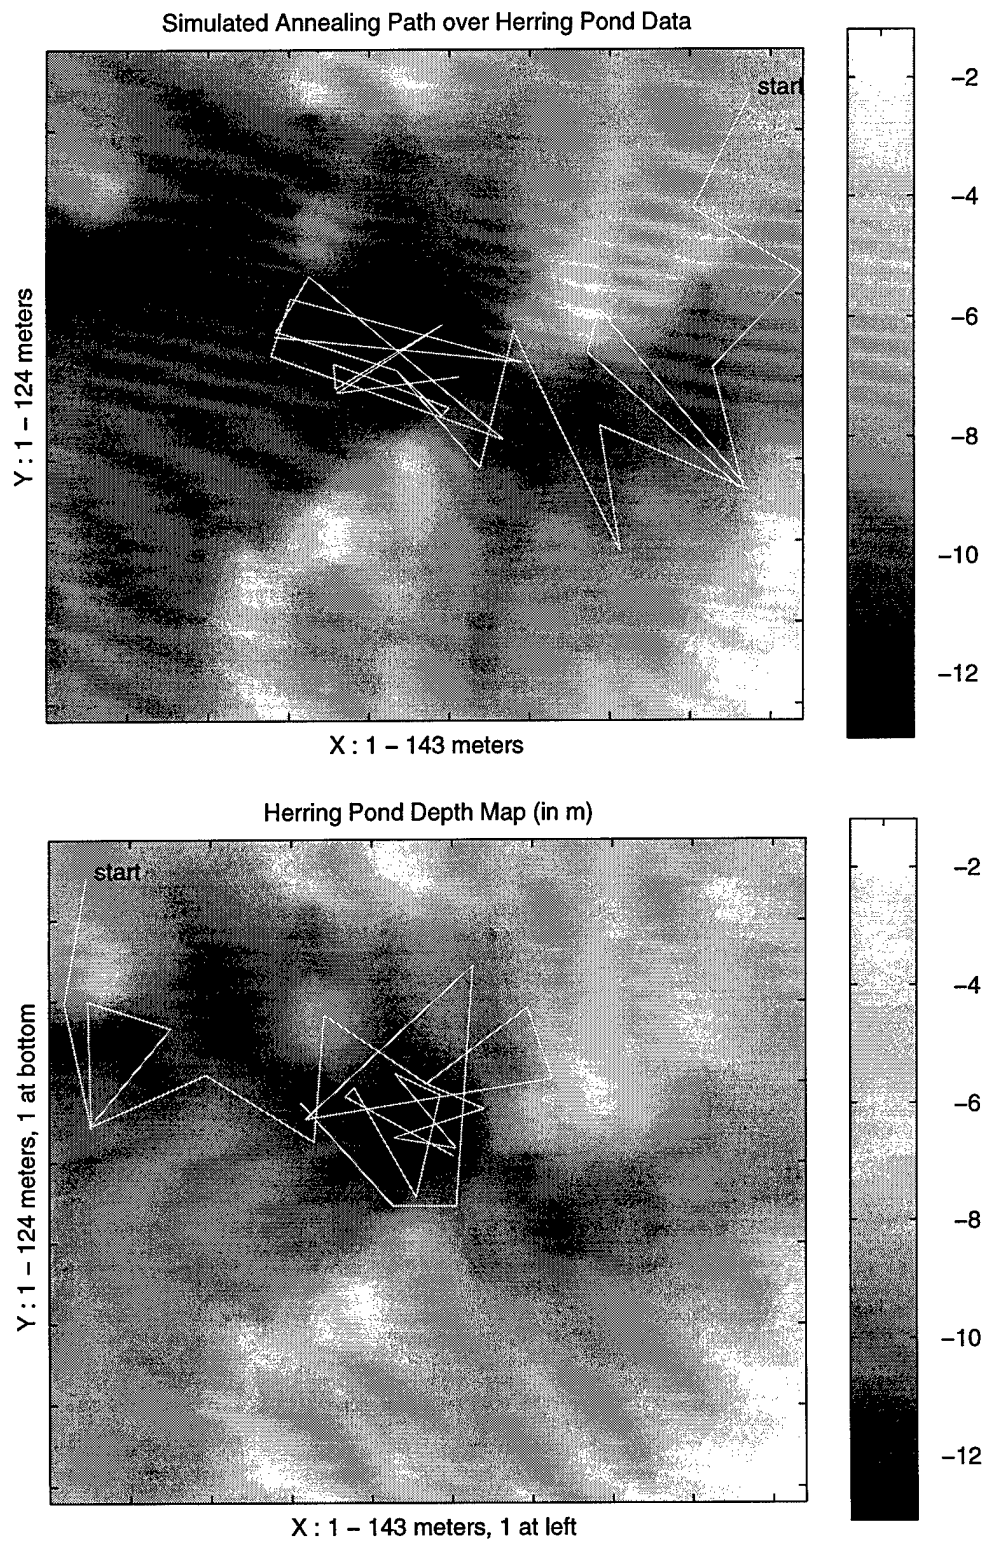 Simulated Annealing Path over Herring Pond Data
start
−2
−4
−6
−8
−10
−12
Y : 1 − 124 meters
X : 1 − 143 meters
Herring Pond Depth Map (in m)
start
−2
−4
−6
−8
−10
−12
Y : 1 − 124 meters, 1 at bottom
X : 1 − 143 meters, 1 at left